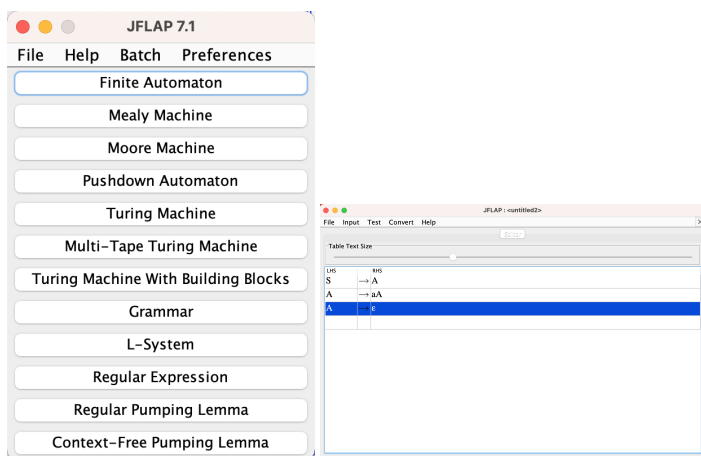 JFLAP 7.1
File Help Batch Preferences
Finite Automaton
Mealy Machine
Moore Machine
Pushdown Automaton
Turing Machine
Multi-Tape Turing Machine
Turing Machine With Building Blocks
Grammar
L-System
Regular Expression
Regular Pumping Lemma
Context-Free Pumping Lemma
JFLAP : <untitled2>
File Input Test Convert Help ×
Editor
Table Text Size
LHS RHS
S → A
A → aA
A → ε